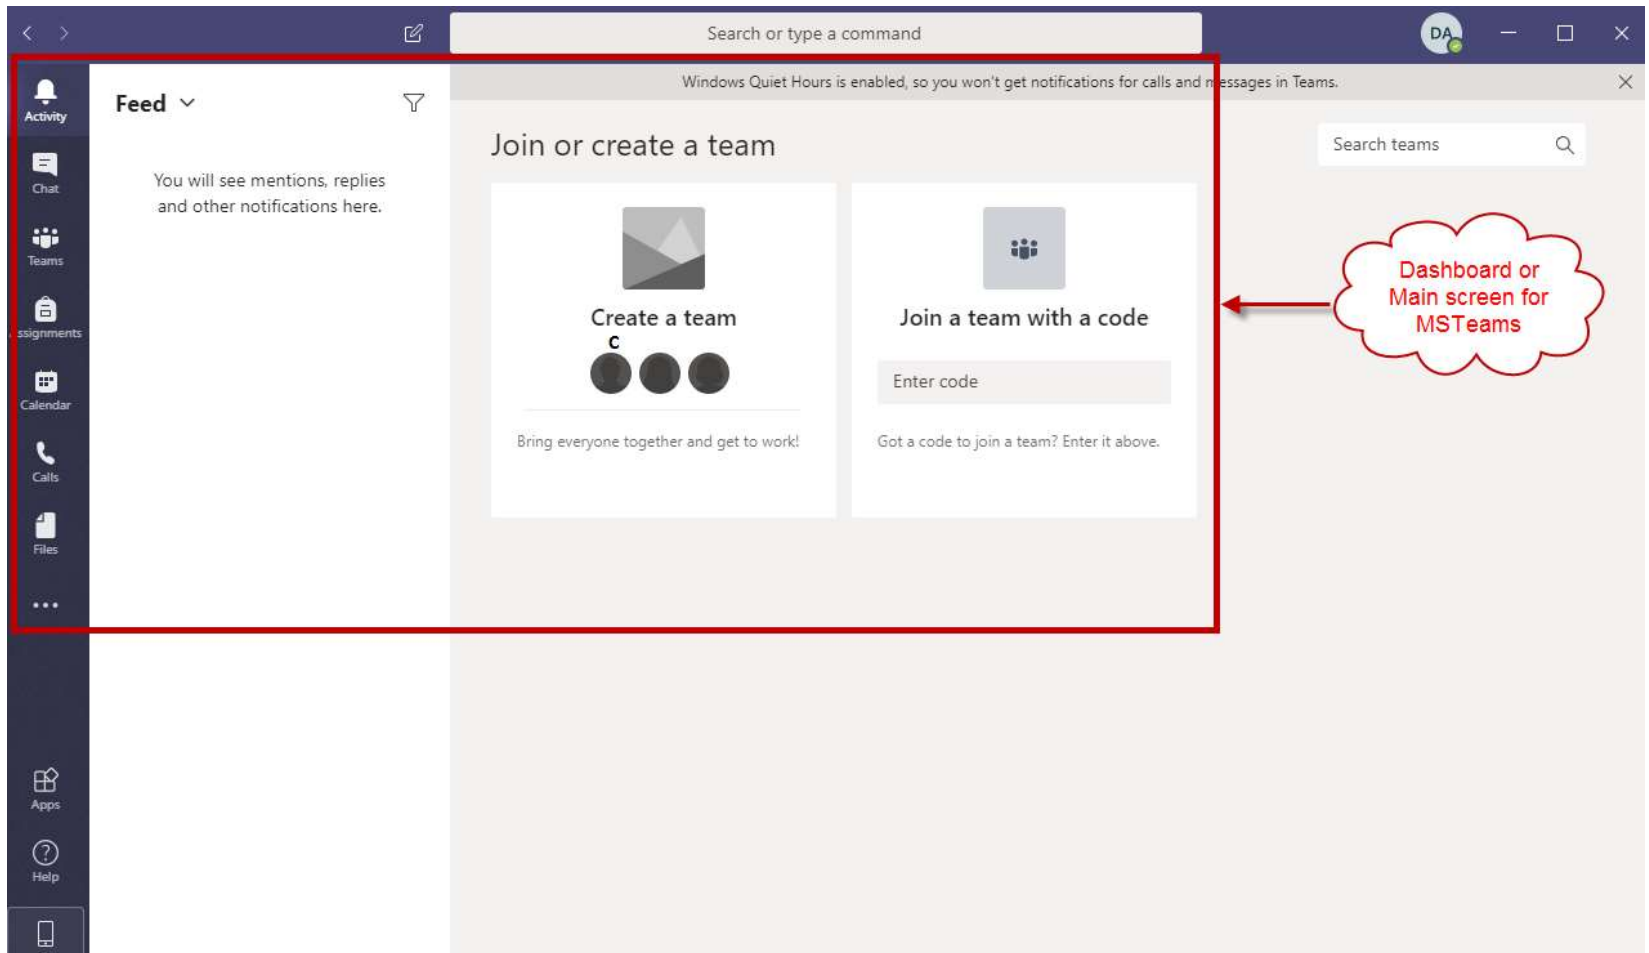 Search or type a command
DA
Windows Quiet Hours is enabled, so you won't get notifications for calls and messages in Teams.
Activity
Chat
Teams
ssignments
Calendar
Calls
Files
Apps
Help
Feed
You will see mentions, replies
and other notifications here.
Join or create a team
Search teams
Create a team
C
Bring everyone together and get to work!
Join a team with a code
Enter code
Got a code to join a team? Enter it above.
Dashboard or
Main screen for
MSTeams